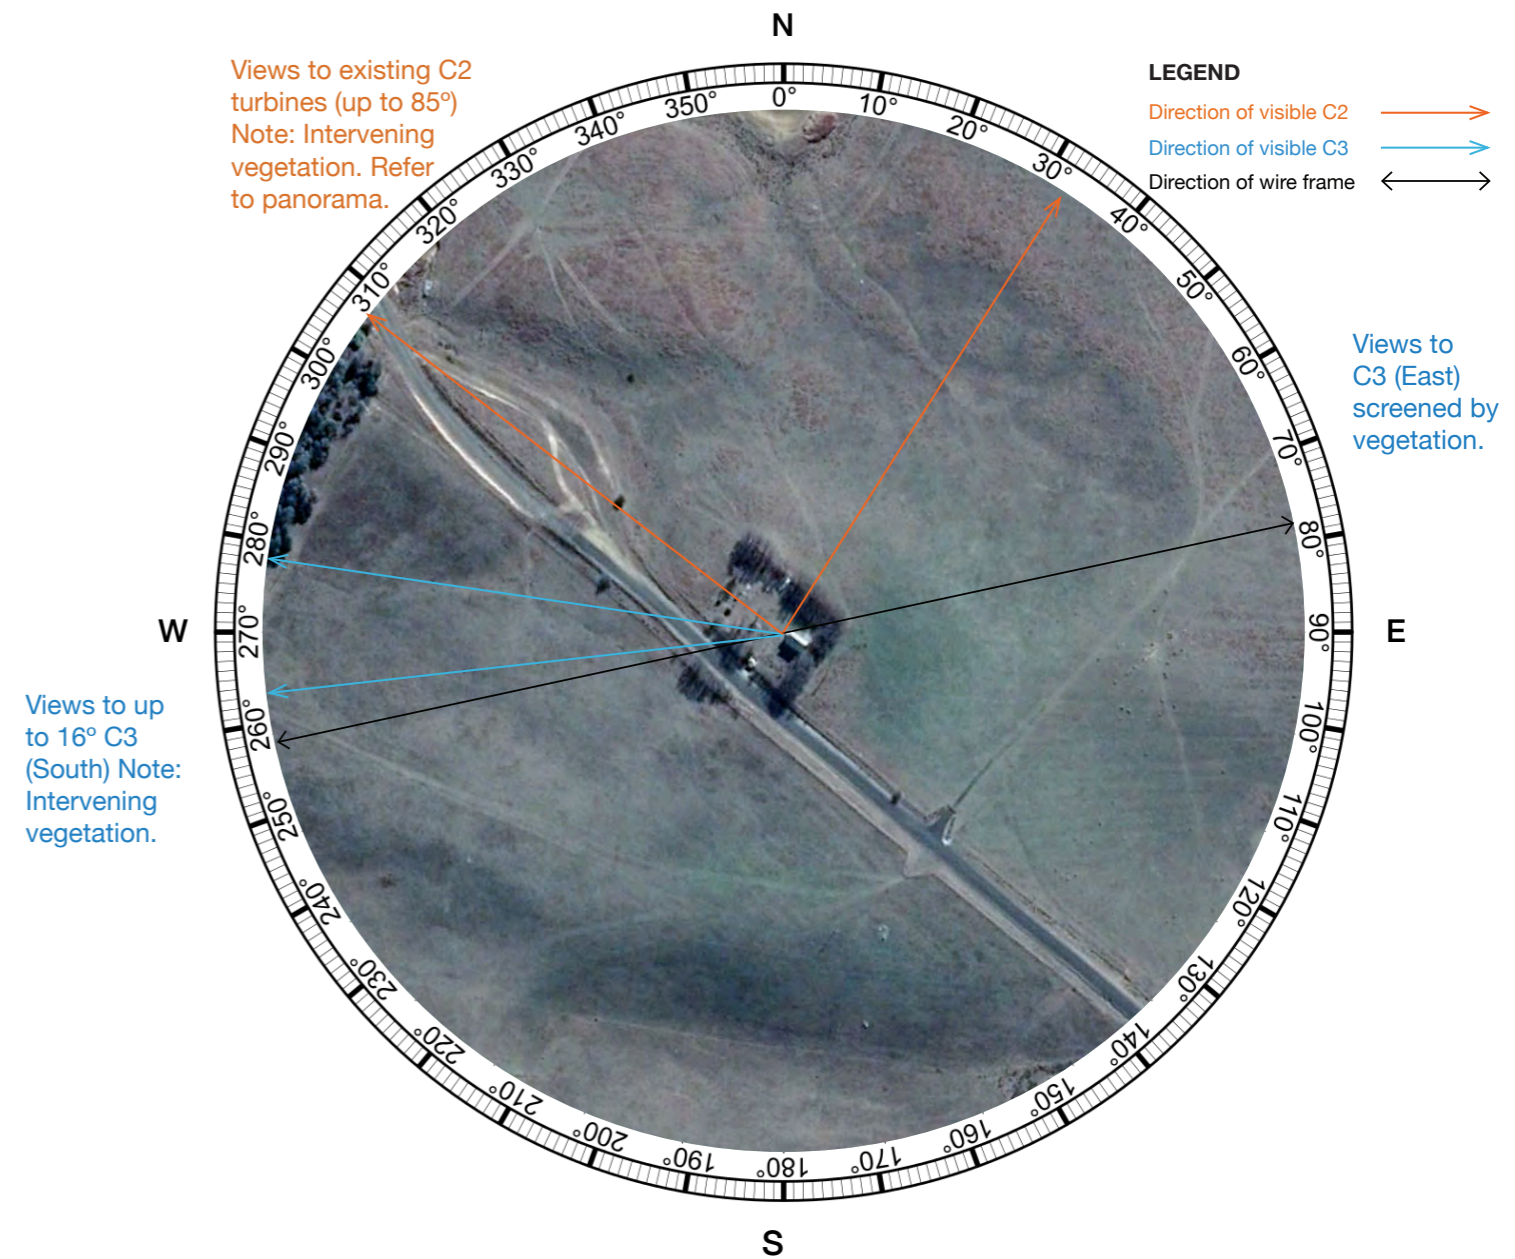 N
Views to existing C2
turbines (up to 85º)
Note: Intervening
vegetation. Refer
to panorama.
LEGEND
Direction of visible C2
Direction of visible C3
Direction of wire frame
0°
10°
20°
30°
40°
50°
60°
70°
80°
90°
100°
110°
120°
130°
140°
150°
160°
170°
180°
190°
200°
210°
220°
230°
240°
250°
260°
270°
280°
290°
300°
310°
320°
330°
340°
350°
Views to
C3 (East)
screened by
vegetation.
W
E
Views to up
to 16º C3
(South) Note:
Intervening
vegetation.
S